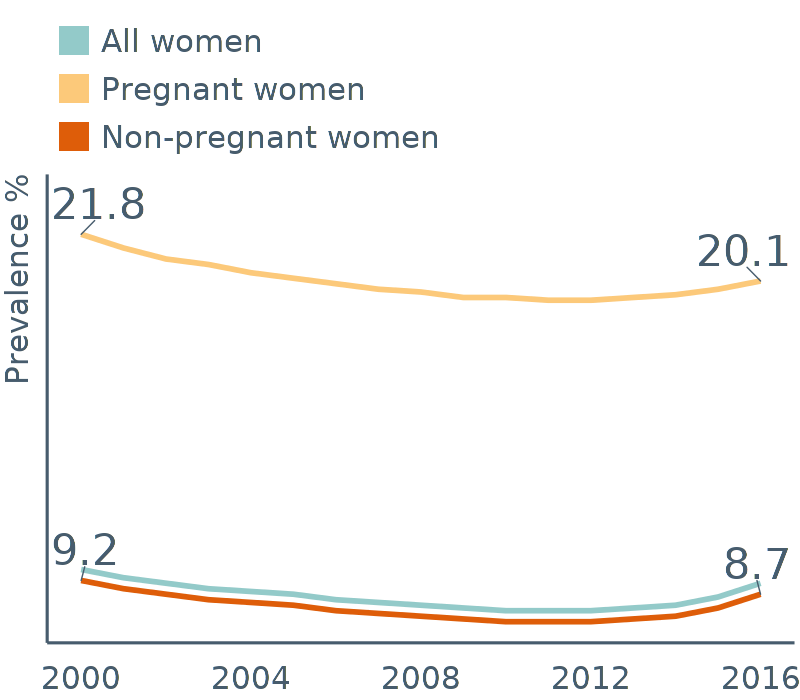 All women
Pregnant women
Non-pregnant women
Prevalence %
21.8
20.1
9.2
8.7
2000 2004 2008 2012 2016